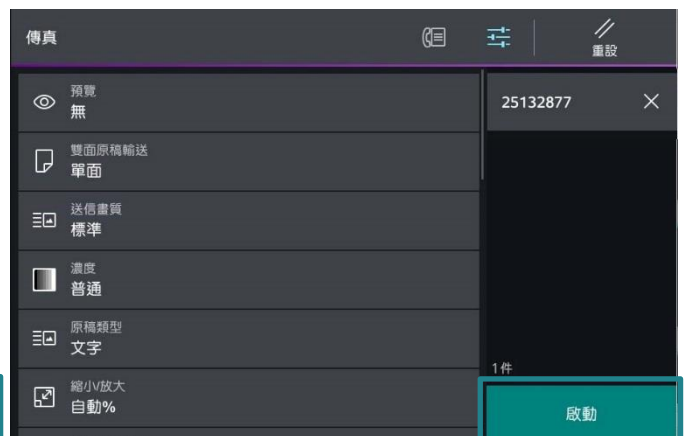 傳真
重設
預覽
無
25132877
雙面原稿輸送
單面
送信畫質
標準
濃度
普通
原稿類型
文字
1件
縮小/放大
自動%
啟動